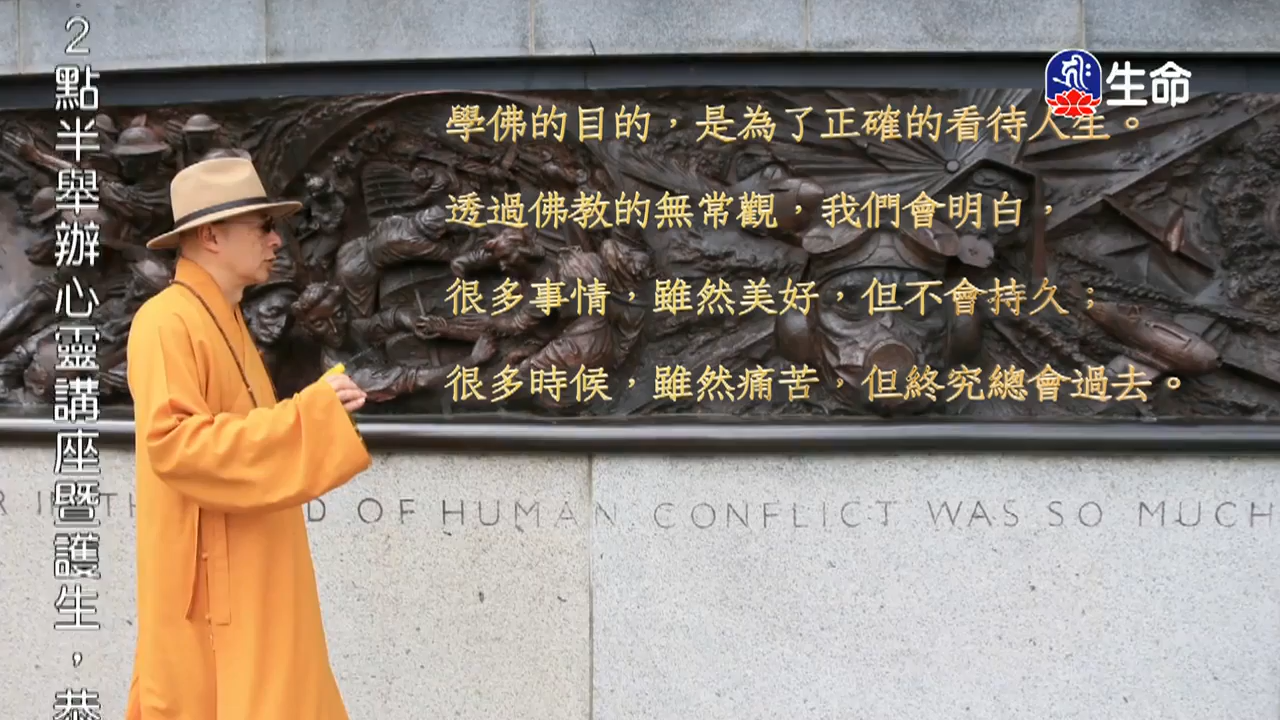 2點半舉辦心靈講座暨護生，恭
生命
學佛的目的，是為了正確的看待人生。
透過佛教的無常觀，我們會明白，
很多事情，雖然美好，但不會持久；
很多時候，雖然痛苦，但終究總會過去。
R IN TH D OF HUMAN CONFLICT WAS SO MUCH